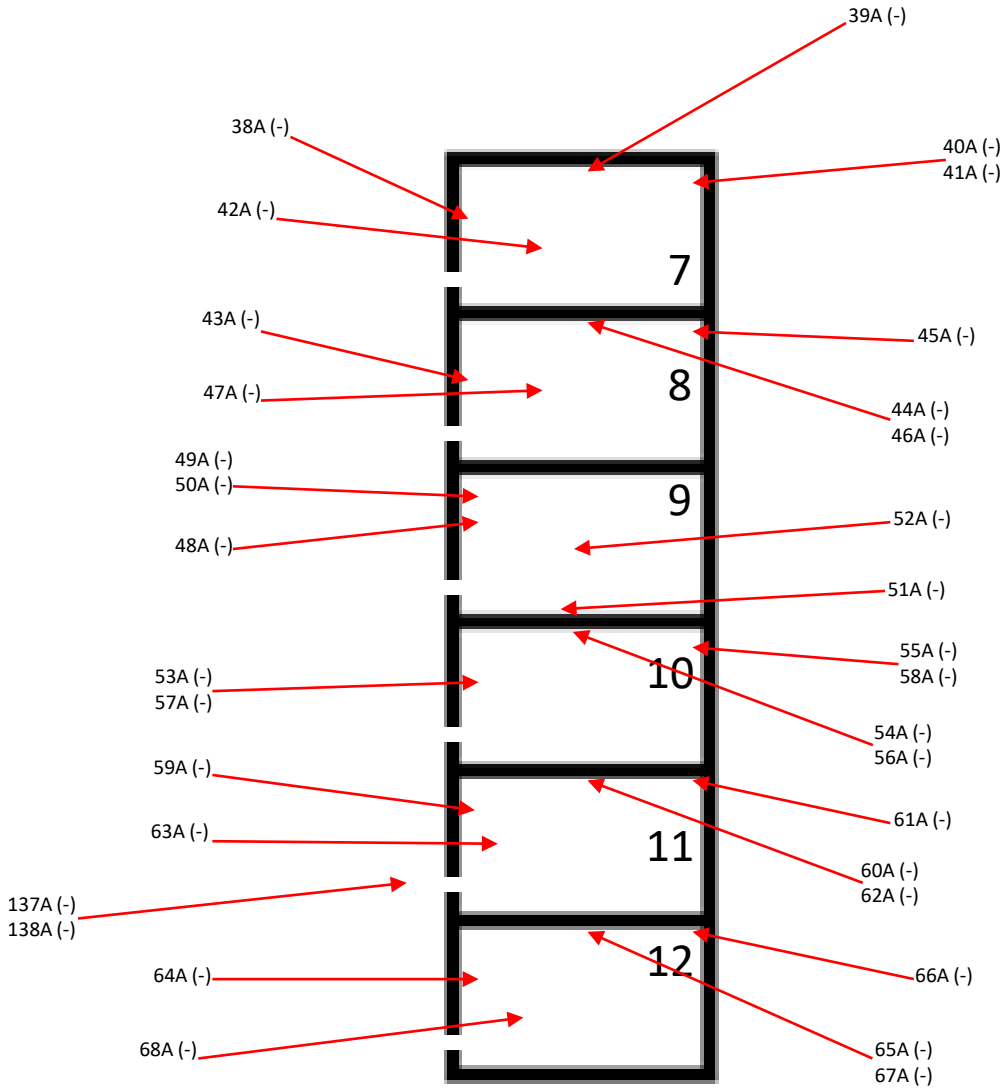 39A (-)
38A (-)
40A (-)
41A (-)
42A (-)
7
43A (-)
45A (-)
8
47A (-)
44A (-)
46A (-)
49A (-)
50A (-)
9
52A (-)
48A (-)
51A (-)
55A (-)
58A (-)
10
53A (-)
57A (-)
54A (-)
56A (-)
59A (-)
61A (-)
63A (-)
11
60A (-)
62A (-)
137A (-)
138A (-)
12
64A (-)
66A (-)
68A (-)
65A (-)
67A (-)